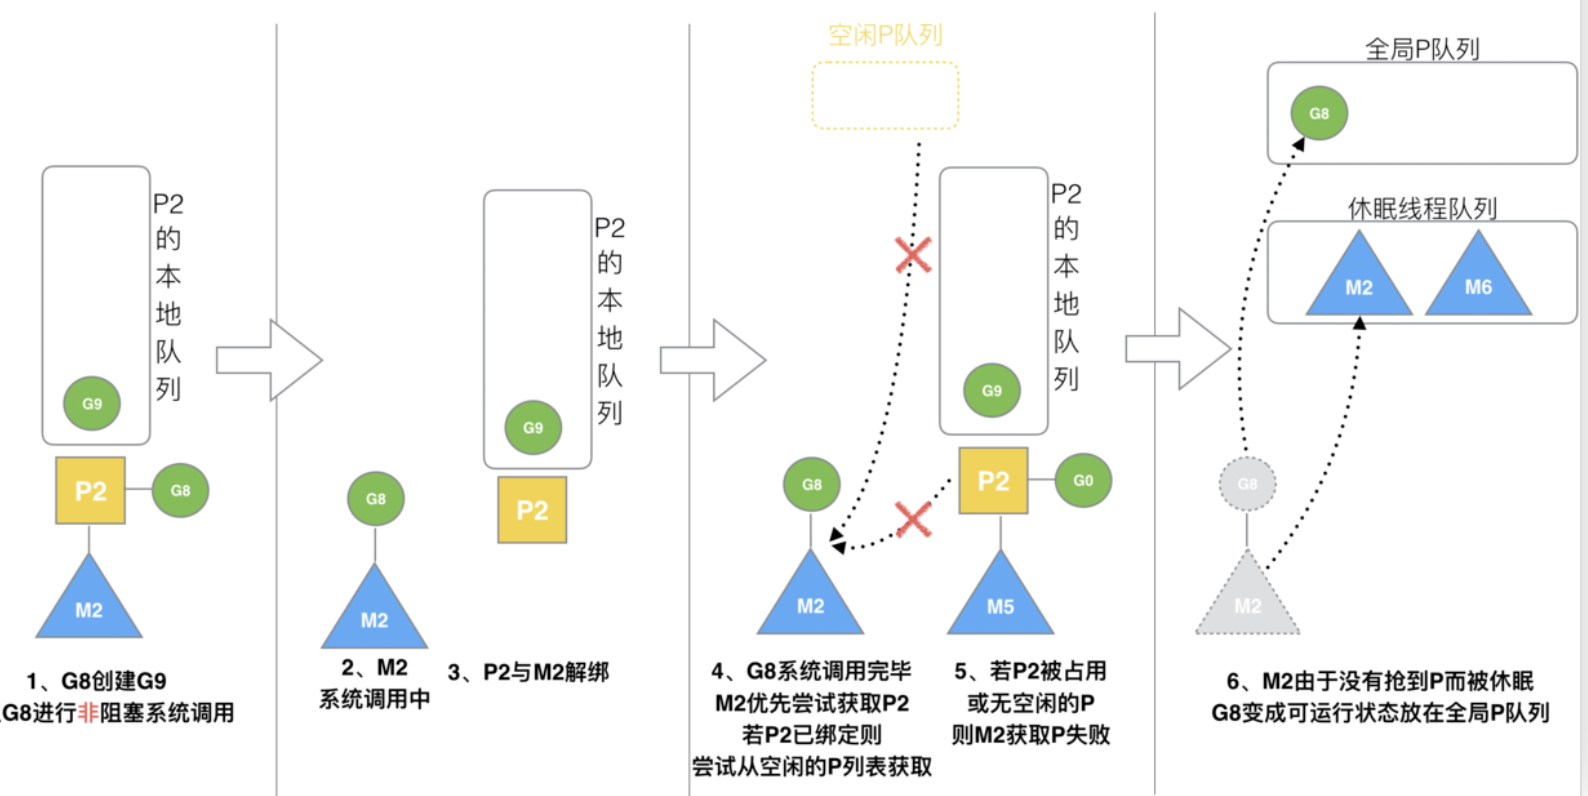 P2
的
本
地
队
列
G9
P2
G8
M2
1、G8创建G9
G8进行非阻塞系统调用
P2
的
本
地
队
列
G9
G8
P2
M2
2、M2
系统调用中
3、P2与M2解绑
空闲P队列
P2
的
本
地
队
列
G9
G8
P2
G0
M2
M5
4、G8系统调用完毕
M2优先尝试获取P2
若P2已绑定则
尝试从空闲的P列表获取
5、若P2被占用
或无空闲的P
则M2获取P失败
全局P队列
G8
休眠线程队列
M2
M6
G8
M2
6、M2由于没有抢到P而被休眠
G8变成可运行状态放在全局P队列